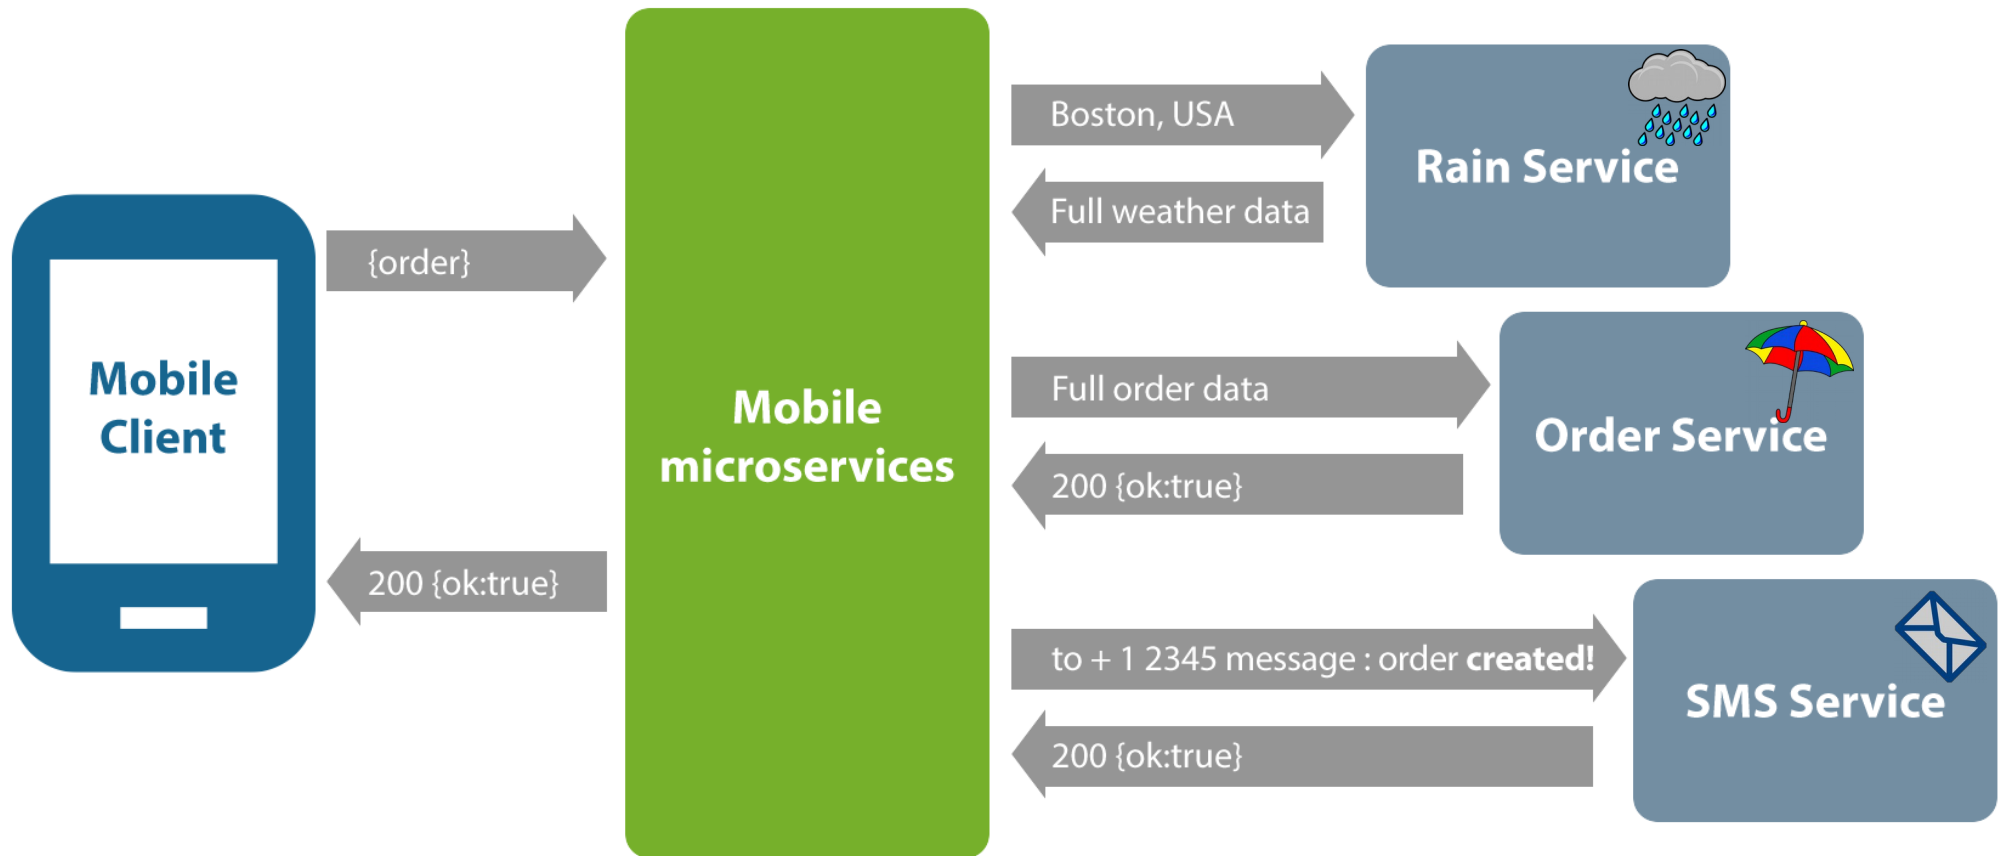 Mobile
Client
{order}
200 {ok:true}
Mobile
microservices
Boston, USA
Full weather data
Rain Service
Full order data
200 {ok:true}
Order Service
to + 1 2345 message : order created!
200 {ok:true}
SMS Service